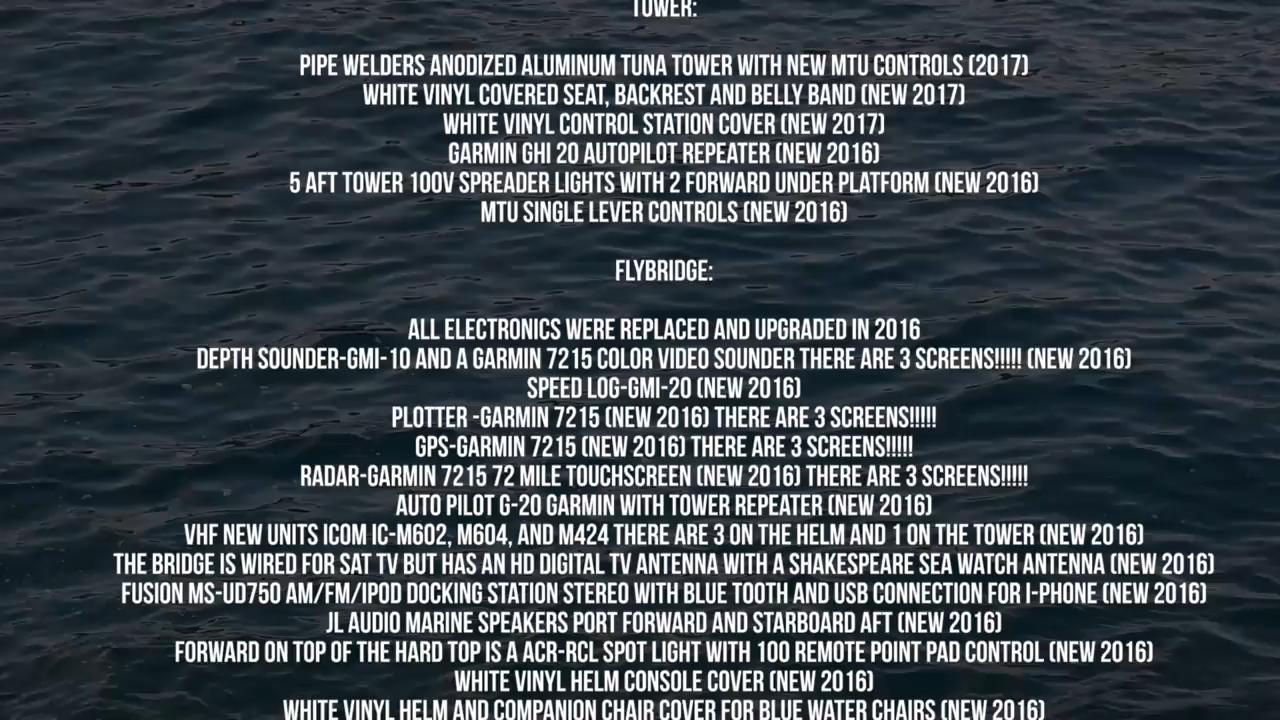 TOWER:
PIPE WELDERS ANODIZED ALUMINUM TUNA TOWER WITH NEW MTU CONTROLS (2017)
WHITE VINYL COVERED SEAT, BACKREST AND BELLY BAND (NEW 2017)
WHITE VINYL CONTROL STATION COVER (NEW 2017)
GARMIN GHI 20 AUTOPILOT REPEATER (NEW 2016)
5 AFT TOWER 100V SPREADER LIGHTS WITH 2 FORWARD UNDER PLATFORM (NEW 2016)
MTU SINGLE LEVER CONTROLS (NEW 2016)
FLYBRIDGE:
ALL ELECTRONICS WERE REPLACED AND UPGRADED IN 2016
DEPTH SOUNDER-GMI-10 AND A GARMIN 7215 COLOR VIDEO SOUNDER THERE ARE 3 SCREENS!!!!! (NEW 2016)
SPEED LOG-GMI-20 (NEW 2016)
PLOTTER -GARMIN 7215 (NEW 2016) THERE ARE 3 SCREENS!!!!!
GPS-GARMIN 7215 (NEW 2016) THERE ARE 3 SCREENS!!!!!
RADAR-GARMIN 7215 72 MILE TOUCHSCREEN (NEW 2016) THERE ARE 3 SCREENS!!!!!
AUTO PILOT G-20 GARMIN WITH TOWER REPEATER (NEW 2016)
VHF NEW UNITS ICOM IC-M602, M604, AND M424 THERE ARE 3 ON THE HELM AND 1 ON THE TOWER (NEW 2016)
THE BRIDGE IS WIRED FOR SAT TV BUT HAS AN HD DIGITAL TV ANTENNA WITH A SHAKESPEARE SEA WATCH ANTENNA (NEW 2016)
FUSION MS-UD750 AM/FM/IPOD DOCKING STATION STEREO WITH BLUE TOOTH AND USB CONNECTION FOR I-PHONE (NEW 2016)
JL AUDIO MARINE SPEAKERS PORT FORWARD AND STARBOARD AFT (NEW 2016)
FORWARD ON TOP OF THE HARD TOP IS A ACR-RCL SPOT LIGHT WITH 100 REMOTE POINT PAD CONTROL (NEW 2016)
WHITE VINYL HELM CONSOLE COVER (NEW 2016)
WHITE VINYL HELM AND COMPANION CHAIR COVER FOR BLUE WATER CHAIRS (NEW 2016)